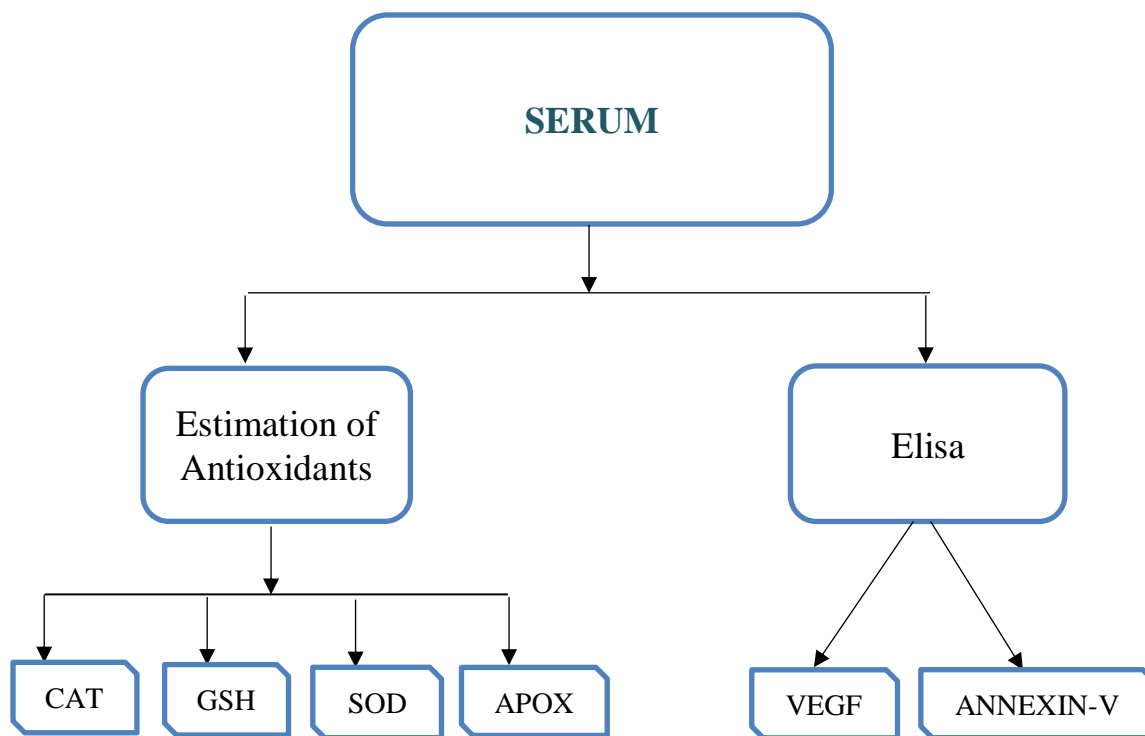 SERUM
Estimation of
Antioxidants
Elisa
CAT
GSH
SOD
APOX
VEGF
ANNEXIN-V